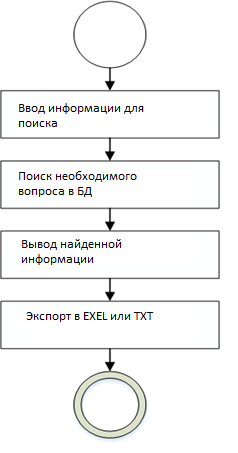 Ввод информации для
поиска
Поиск необходимого
вопроса в БД
Вывод найденной
информации
Экспорт в EXEL или TXT